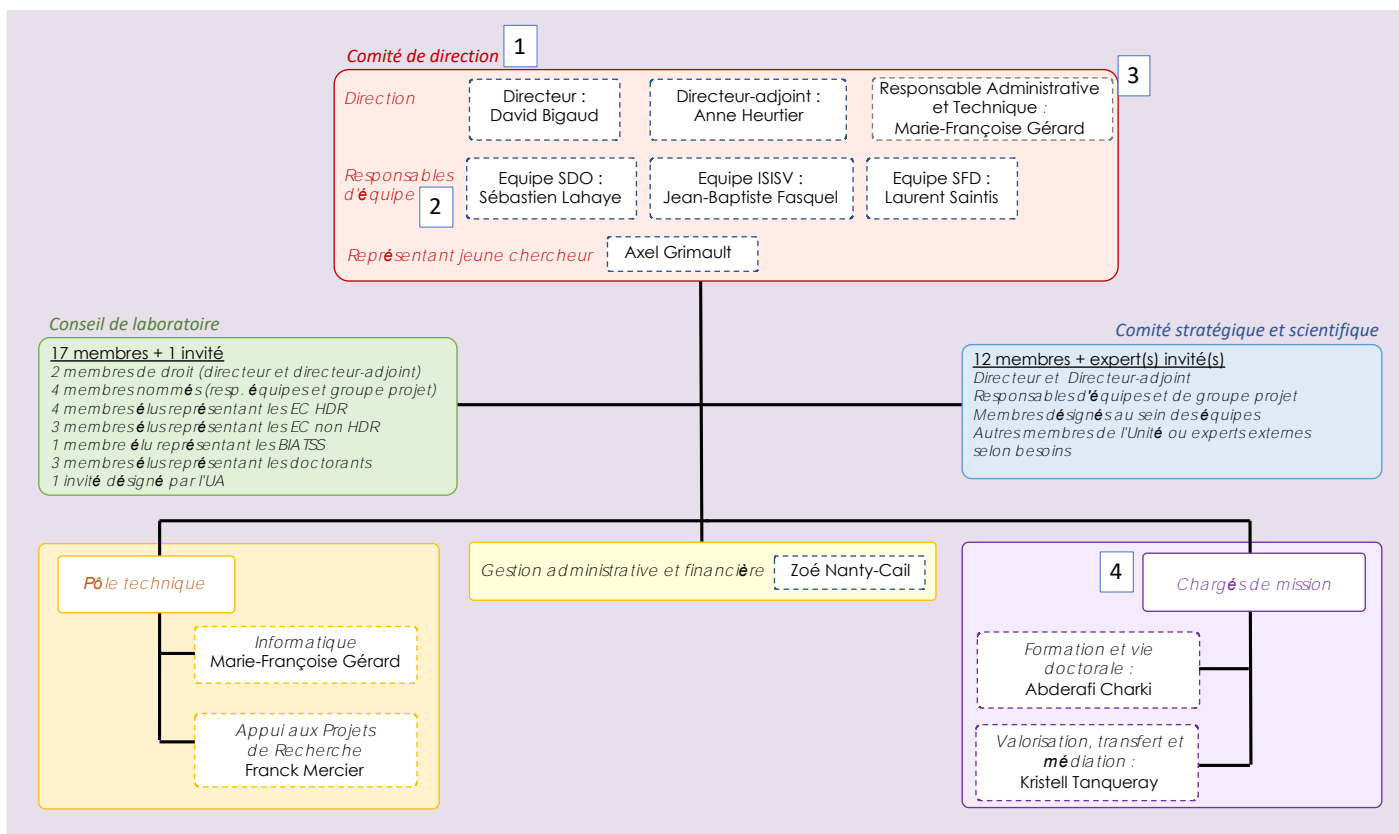 Comité de direction
1
3
Direction
Directeur :
David Bigaud
Directeur-adjoint :
Anne Heurtier
Responsable Administrative
et Technique :
Marie-Françoise Gérard
Responsables
d'équipe
2
Equipe SDO :
Sébastien Lahaye
Equipe ISISV :
Jean-Baptiste Fasquel
Equipe SFD :
Laurent Saintis
Représentant jeune chercheur
Axel Grimault
Conseil de laboratoire
17 membres + 1 invité
2 membres de droit (directeur et directeur-adjoint)
4 membres nommés (resp. équipes et groupe projet)
4 membres élus représentant les EC HDR
3 membres élus représentant les EC non HDR
1 membre élu représentant les BIATSS
3 membres élus représentant les doctorants
1 invité désigné par l'UA
Comité stratégique et scientifique
12 membres + expert(s) invité(s)
Directeur et Directeur-adjoint
Responsables d'équipes et de groupe projet
Membres désignés au sein des équipes
Autres membres de l'Unité ou experts externes
selon besoins
Pôle technique
Informatique
Marie-Françoise Gérard
Appui aux Projets
de Recherche
Franck Mercier
Gestion administrative et financière
Zoé Nanty-Cail
4
Chargés de mission
Formation et vie
doctorale :
Abderafi Charki
Valorisation, transfert et
médiation :
Kristell Tanqueray